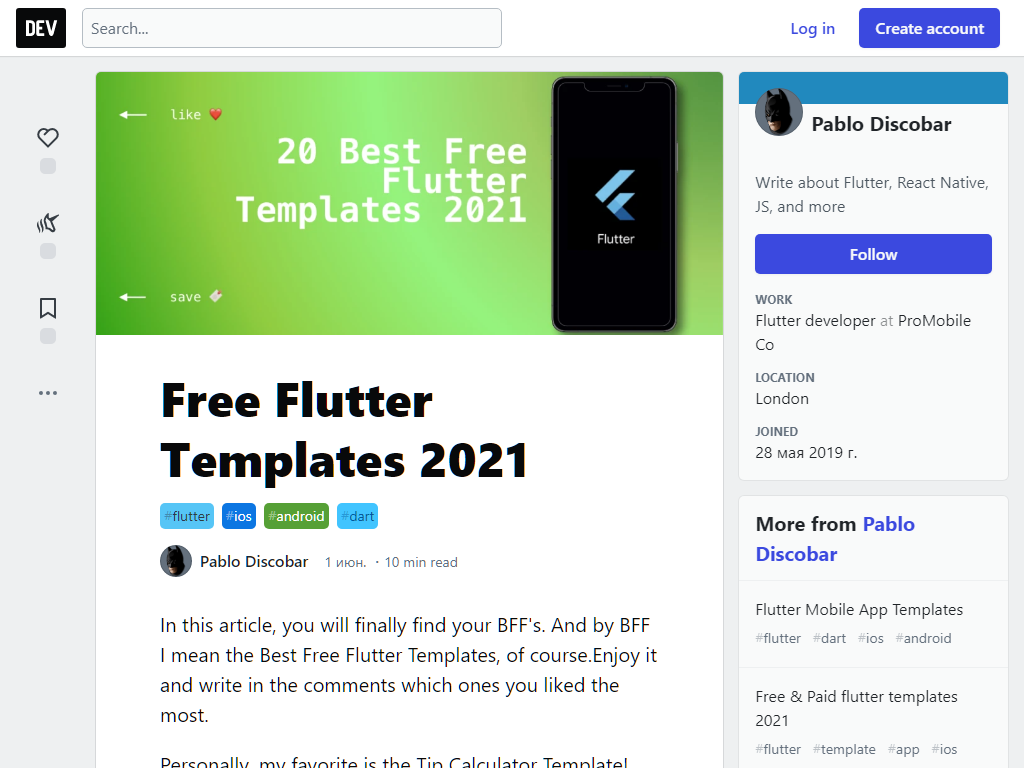 DEV
Search...
Log in
Create account
like ❤️
20 Best Free
Flutter
Templates 2021
Flutter
save
Free Flutter
Templates 2021
#flutter #ios #android #dart
Pablo Discobar 1 июн. · 10 min read
In this article, you will finally find your BFF's. And by BFF
I mean the Best Free Flutter Templates, of course.Enjoy it
and write in the comments which ones you liked the
most.
Personally, my favorite is the Tip Calculator Template!
Pablo Discobar
Write about Flutter, React Native,
JS, and more
Follow
WORK
Flutter developer at ProMobile
Co
LOCATION
London
JOINED
28 мая 2019 г.
More from Pablo
Discobar
Flutter Mobile App Templates
#flutter #dart #ios #android
Free & Paid flutter templates
2021
#flutter #template #app #ios